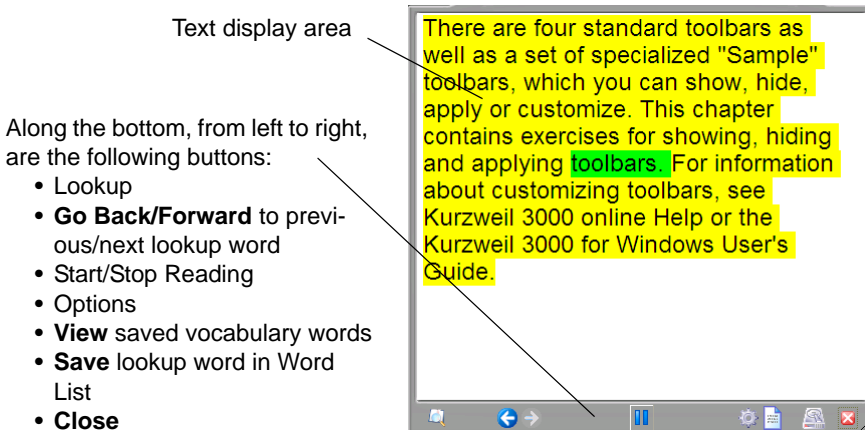 Text display area
Along the bottom, from left to right,
are the following buttons:
• Lookup
• Go Back/Forward to previ-
ous/next lookup word
• Start/Stop Reading
• Options
• View saved vocabulary words
• Save lookup word in Word
List
• Close
There are four standard toolbars as
well as a set of specialized "Sample"
toolbars, which you can show, hide,
apply or customize. This chapter
contains exercises for showing, hiding
and applying toolbars. For information
about customizing toolbars, see
Kurzweil 3000 online Help or the
Kurzweil 3000 for Windows User's
Guide.